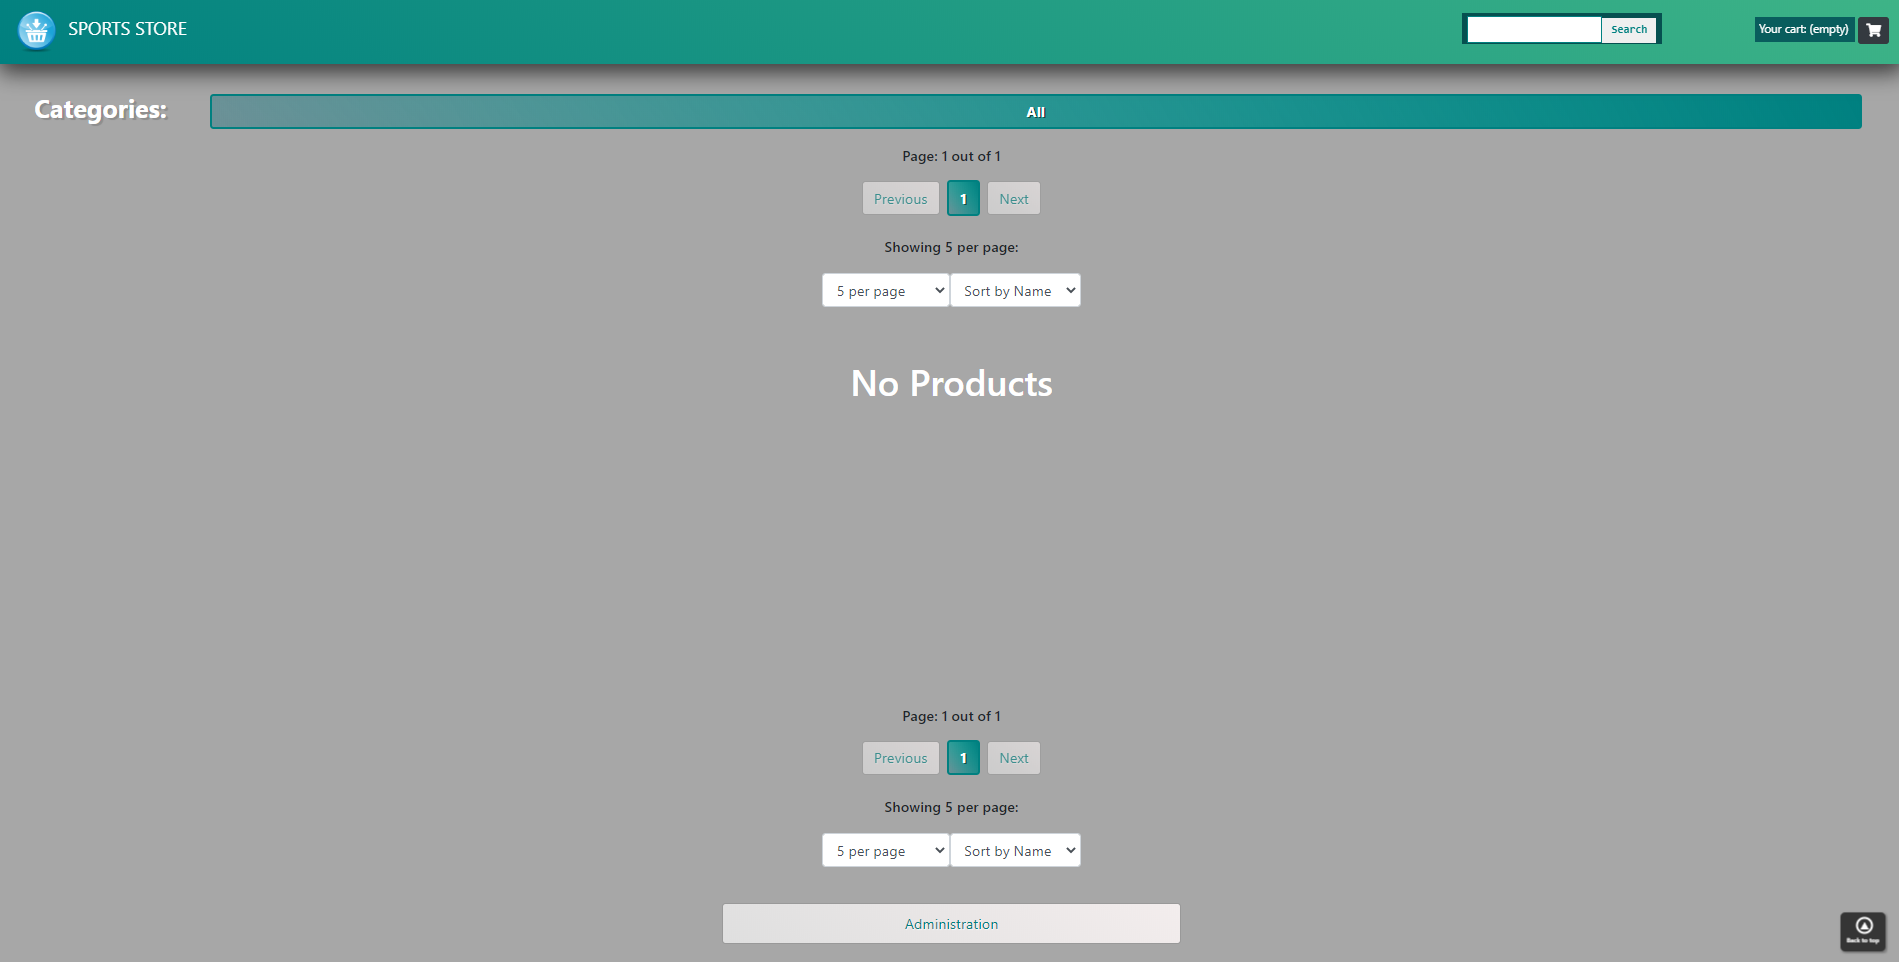 SPORTS STORE
Search
Your cart: (empty)
Categories:
All
Page: 1 out of 1
Previous 1 Next
Showing 5 per page:
5 per page Sort by Name
No Products
Page: 1 out of 1
Previous 1 Next
Showing 5 per page:
5 per page Sort by Name
Administration
Back to top